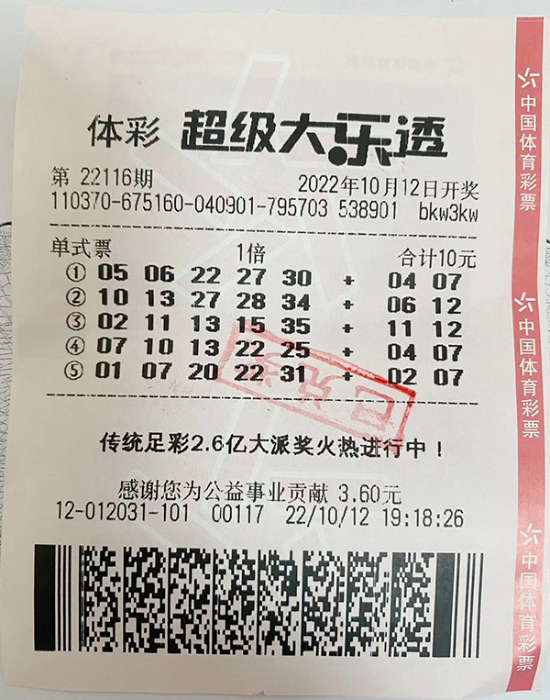 体彩 超级大乐透
第 22116期 2022年10月12日开奖
110370-675160-040901-795703 538901 bkw3kw
单式票 1倍 合计10元
① 05 06 22 27 30 + 04 07
② 10 13 27 28 34 + 06 12
③ 02 11 13 15 35 + 11 12
④ 07 10 13 22 25 + 04 07
⑤ 01 07 20 22 31 + 02 07
已兑奖
传统足彩2.6亿大派奖火热进行中！
感谢您为公益事业贡献 3.60元
12-012031-101 00117 22/10/12 19:18:26
中国体育彩票
中国体育彩票
中国体育彩票